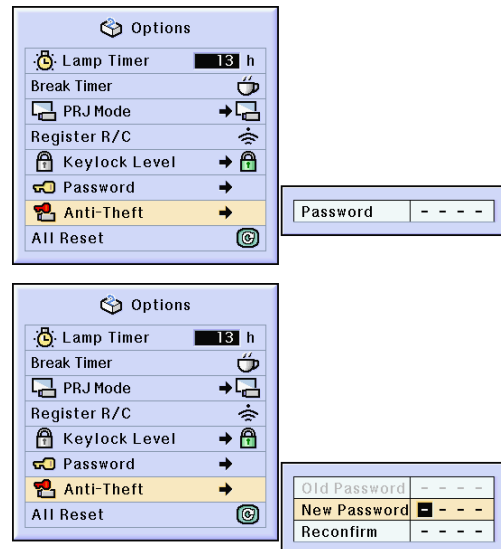 Options
Lamp Timer 13 h
Break Timer
PRJ Mode
Register R/C
Keylock Level
Password
Anti-Theft
All Reset
Password - - - -
Options
Lamp Timer 13 h
Break Timer
PRJ Mode
Register R/C
Keylock Level
Password
Anti-Theft
All Reset
Old Password - - - -
New Password - - - -
Reconfirm - - - -